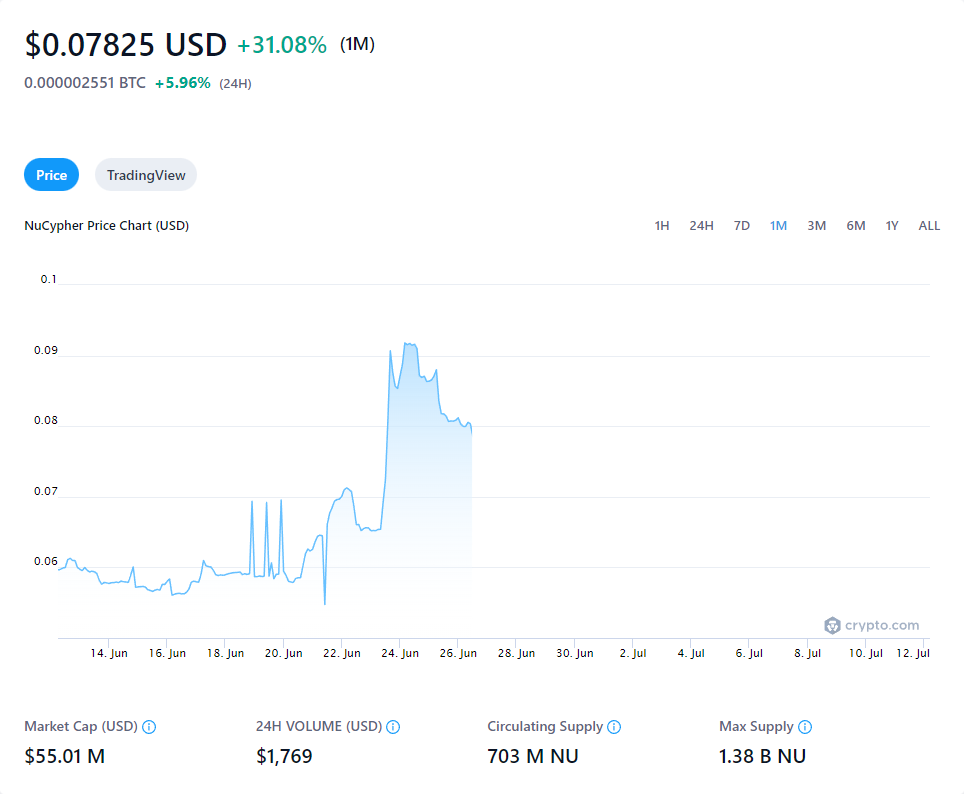 $0.07825 USD +31.08% (1M)
0.000002551 BTC +5.96% (24H)
Price TradingView
NuCypher Price Chart (USD) 1H 24H 7D 1M 3M 6M 1Y ALL
0.1
0.09
0.08
0.07
0.06
crypto.com
14. Jun 16. Jun 18. Jun 20. Jun 22. Jun 24. Jun 26. Jun 28. Jun 30. Jun 2. Jul 4. Jul 6. Jul 8. Jul 10. Jul 12. Jul
Market Cap (USD) 24H VOLUME (USD) Circulating Supply Max Supply
$55.01 M $1,769 703 M NU 1.38 B NU